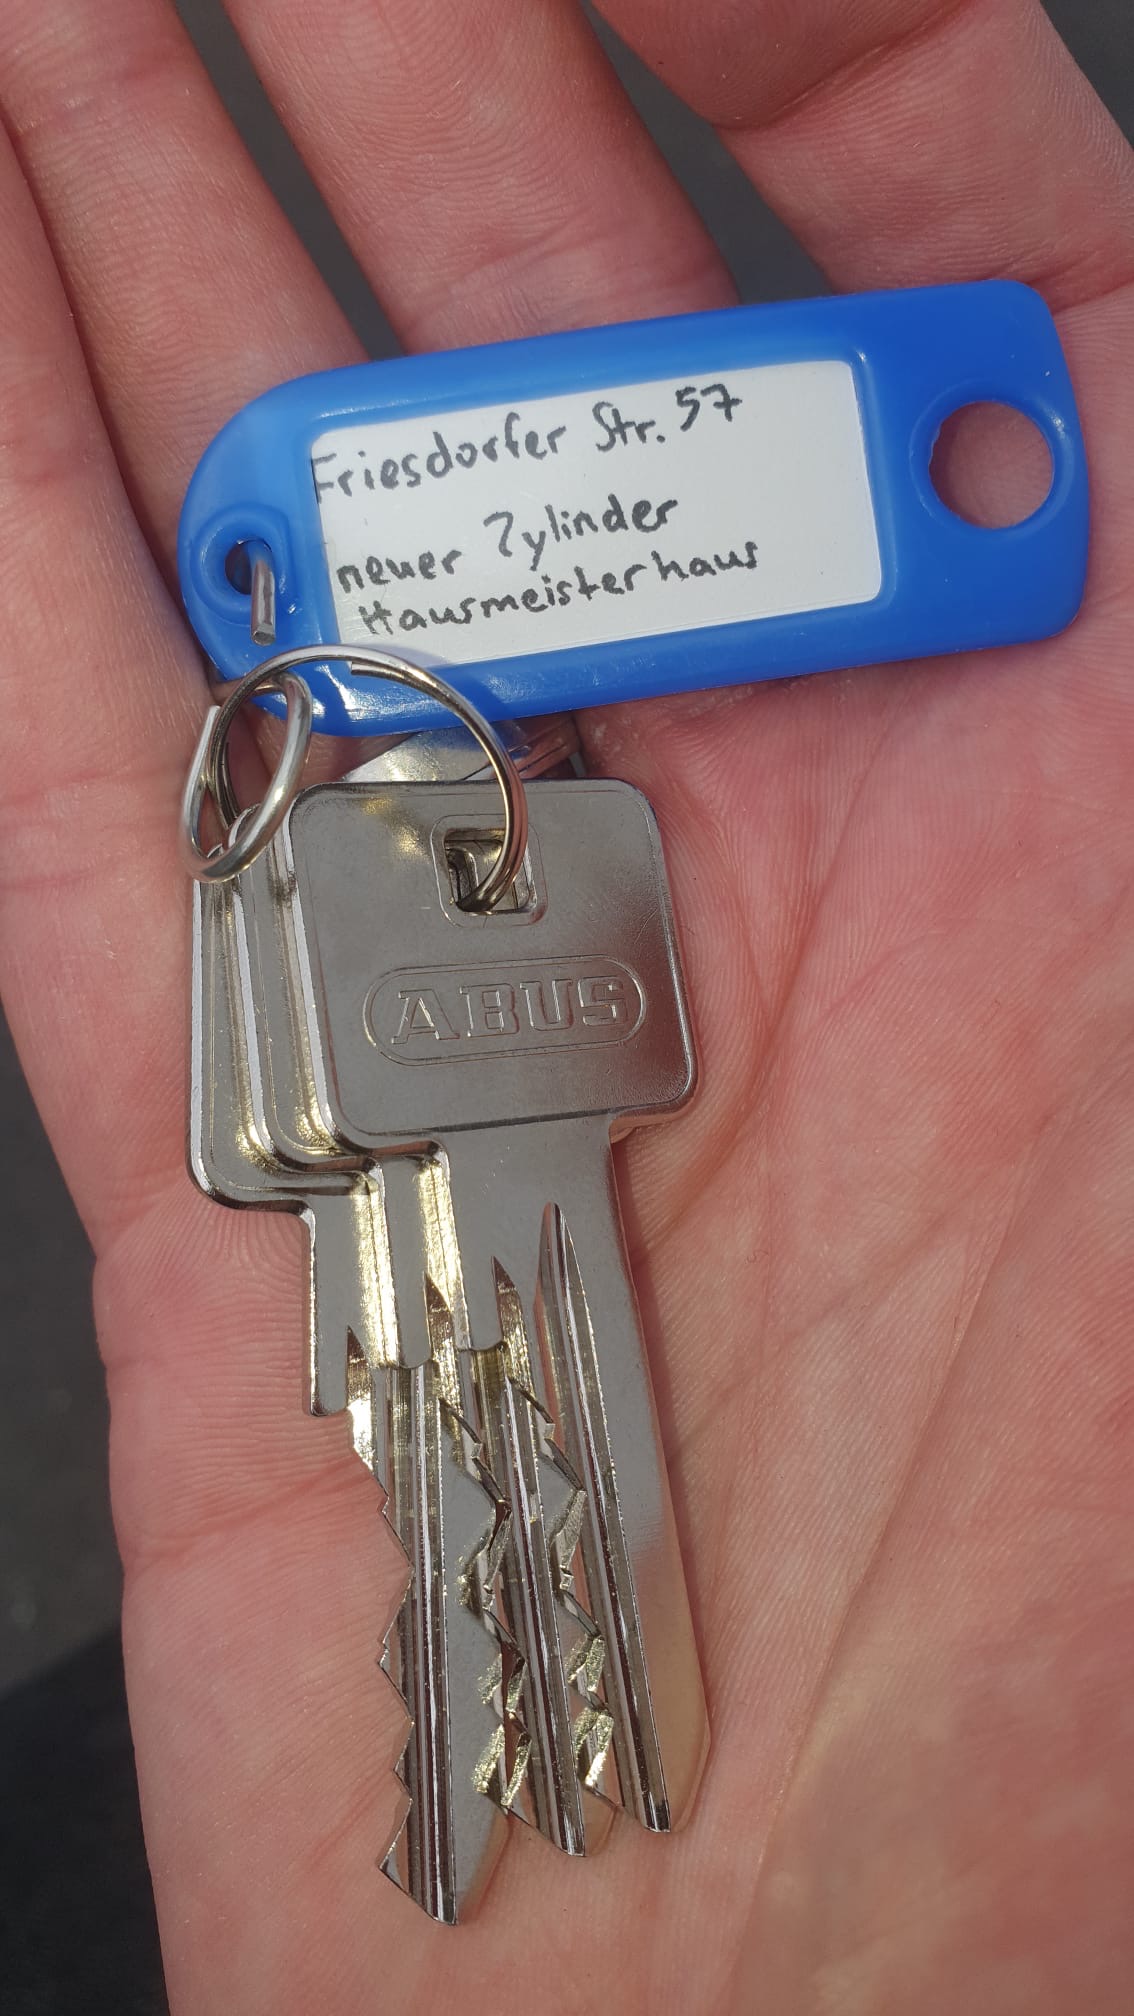 Friesdorfer Str. 57
neuer Zylinder
Hausmeisterhaus
ABUS